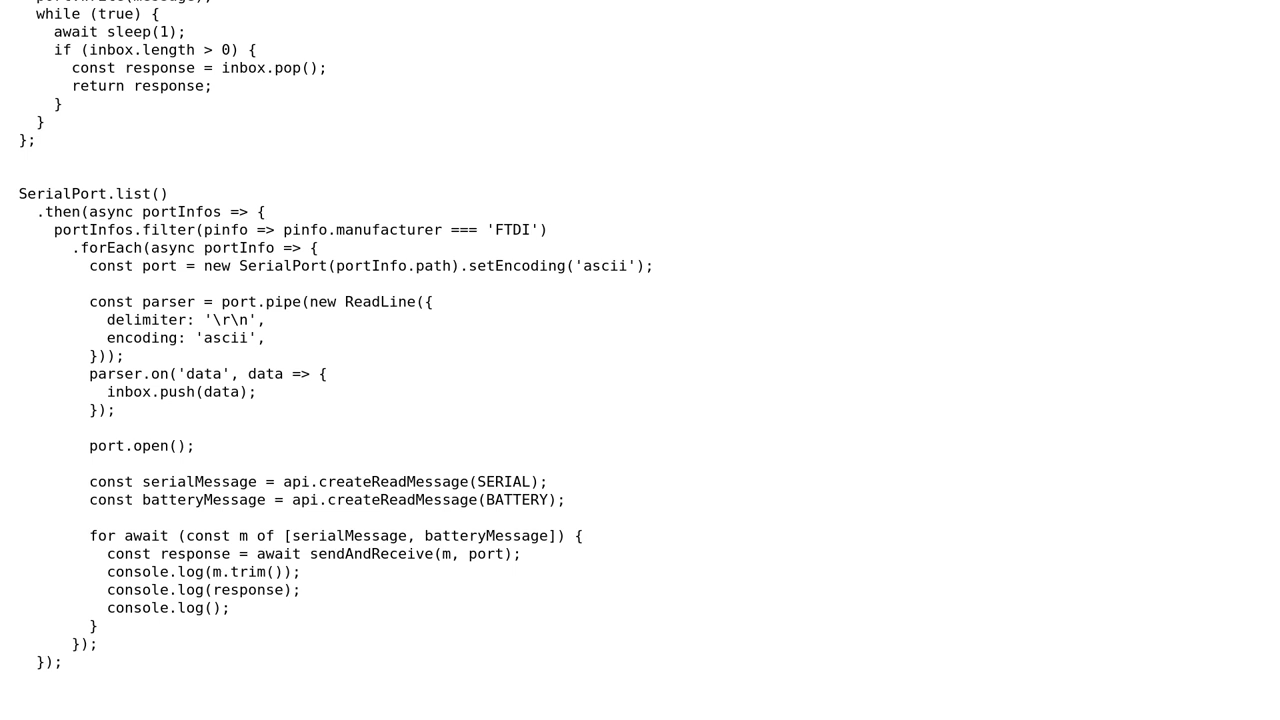 while (true) {
await sleep(1);
if (inbox.length > 0) {
const response = inbox.pop();
return response;
}
}
};
SerialPort.list()
.then(async portInfos => {
portInfos.filter(pinfo => pinfo.manufacturer === 'FTDI')
.forEach(async portInfo => {
const port = new SerialPort(portInfo.path).setEncoding('ascii');
const parser = port.pipe(new ReadLine({
delimiter: '\r\n',
encoding: 'ascii',
}));
parser.on('data', data => {
inbox.push(data);
});
port.open();
const serialMessage = api.createReadMessage(SERIAL);
const batteryMessage = api.createReadMessage(BATTERY);
for await (const m of [serialMessage, batteryMessage]) {
const response = await sendAndReceive(m, port);
console.log(m.trim());
console.log(response);
console.log();
}
});
});